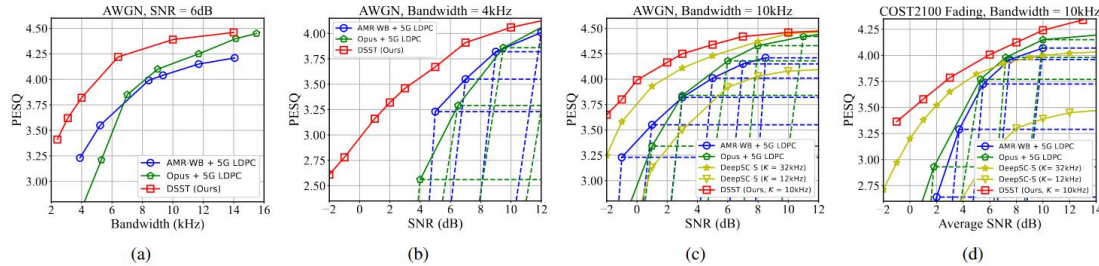 AWGN, SNR = 6dB
4.50
4.25
4.00
3.75
3.50
3.25
3.00
PESQ
AMR-WB + 5G LDPC
Opus + 5G LDPC
DSST (Ours)
2 4 6 8 10 12 14 16
Bandwidth (kHz)
(a)
AWGN, Bandwidth = 4kHz
4.00
3.75
3.50
3.25
3.00
2.75
2.50
PESQ
AMR-WB + 5G LDPC
Opus + 5G LDPC
DSST (Ours)
−2 0 2 4 6 8 10 12
SNR (dB)
(b)
AWGN, Bandwidth = 10kHz
4.50
4.25
4.00
3.75
3.50
3.25
3.00
PESQ
AMR-WB + 5G LDPC
Opus + 5G LDPC
DeepSC-S (K = 32kHz)
DeepSC-S (K = 12kHz)
DSST (Ours, K = 10kHz)
−2 0 2 4 6 8 10 12
SNR (dB)
(c)
COST2100 Fading, Bandwidth = 10kHz
4.25
4.00
3.75
3.50
3.25
3.00
2.75
PESQ
AMR-WB + 5G LDPC
Opus + 5G LDPC
DeepSC-S (K = 32kHz)
DeepSC-S (K = 12kHz)
DSST (Ours, K = 10kHz)
−2 0 2 4 6 8 10 12 14
Average SNR (dB)
(d)